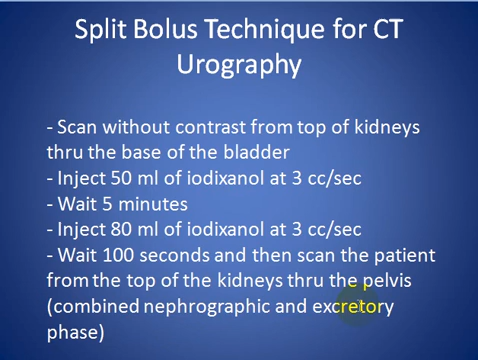 Split Bolus Technique for CT
Urography
- Scan without contrast from top of kidneys
thru the base of the bladder
- Inject 50 ml of iodixanol at 3 cc/sec
- Wait 5 minutes
- Inject 80 ml of iodixanol at 3 cc/sec
- Wait 100 seconds and then scan the patient
from the top of the kidneys thru the pelvis
(combined nephrographic and excretory
phase)